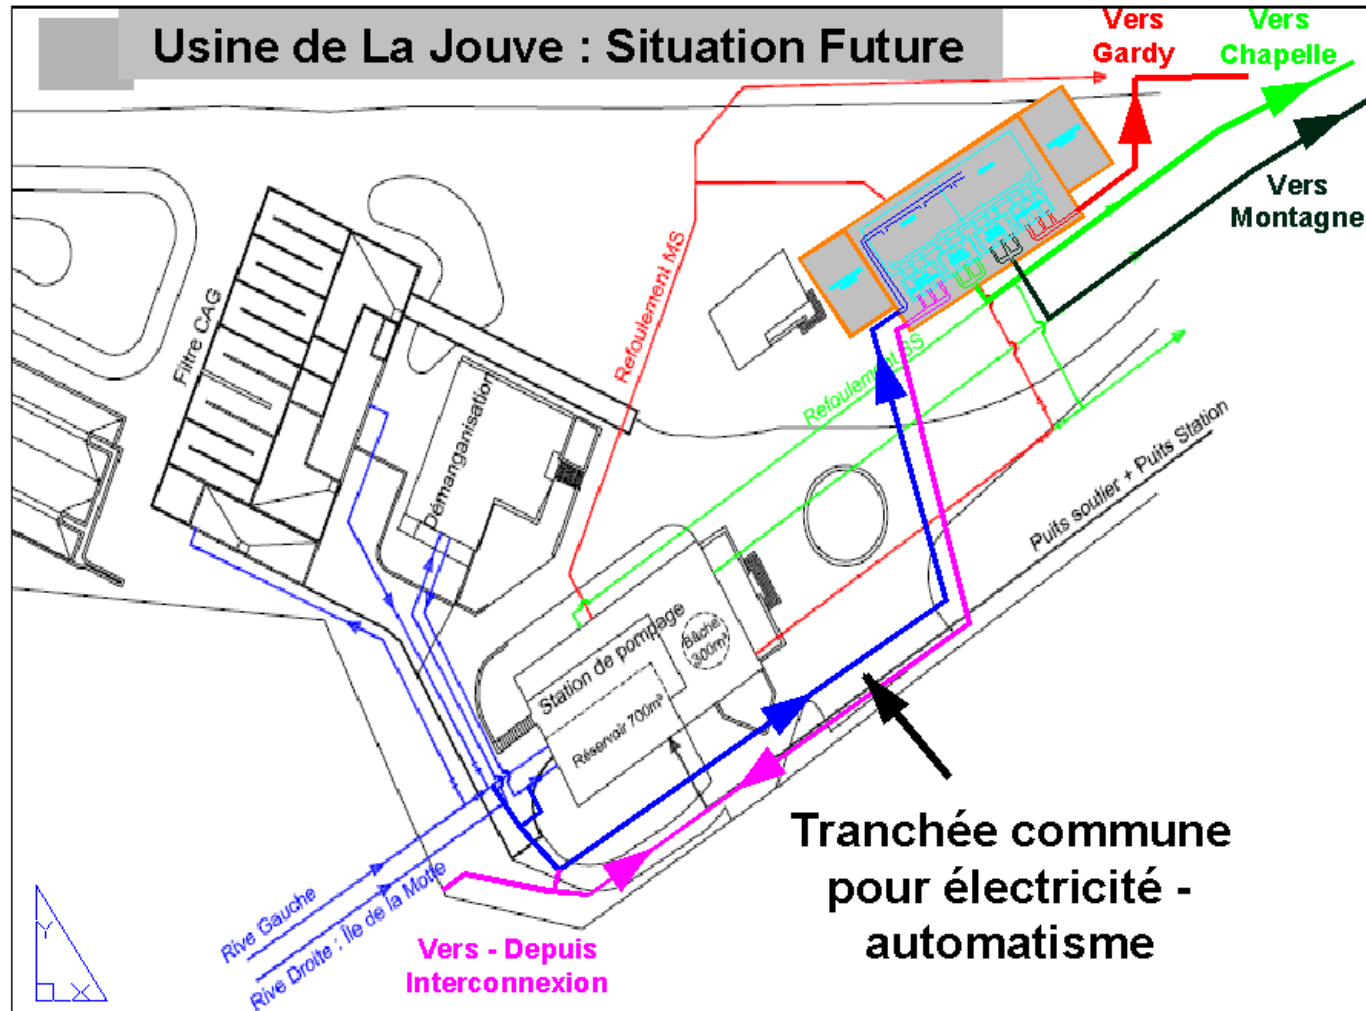 Usine de La Jouve : Situation Future
Vers
Gardy
Vers
Chapelle
Vers
Montagne
Refoulement MS
Filtre CAG
Démanganisation
Refoulement SS
Puits soutier + Puits Station
Station de pompage
Bâche
300m³
Réservoir 700m³
Tranchée commune
pour électricité -
automatisme
Rive Gauche
Rive Droite : Île de la Motte
Vers - Depuis
Interconnexion
Y
X